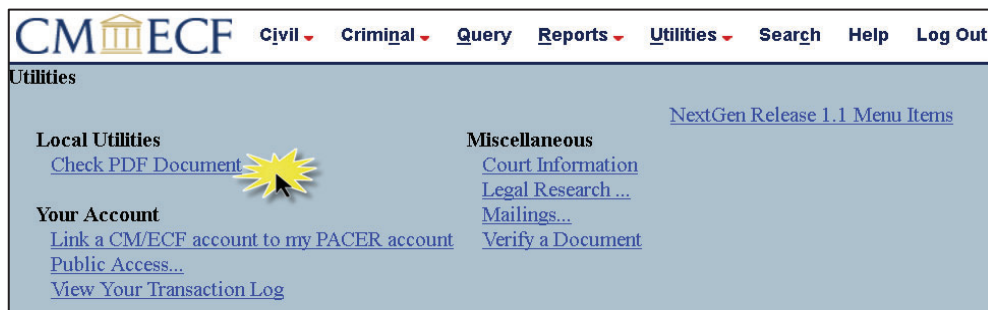 CM ECF Civil Criminal Query Reports Utilities Search Help Log Out
Utilities
NextGen Release 1.1 Menu Items
Local Utilities
Check PDF Document
Your Account
Link a CM/ECF account to my PACER account
Public Access...
View Your Transaction Log
Miscellaneous
Court Information
Legal Research ...
Mailings...
Verify a Document